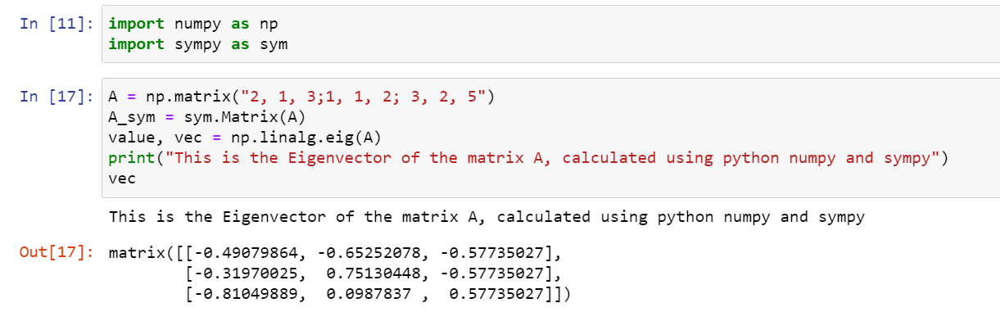 In [11]: import numpy as np
import sympy as sym
In [17]: A = np.matrix("2, 1, 3;1, 1, 2; 3, 2, 5")
A_sym = sym.Matrix(A)
value, vec = np.linalg.eig(A)
print("This is the Eigenvector of the matrix A, calculated using python numpy and sympy")
vec
This is the Eigenvector of the matrix A, calculated using python numpy and sympy
Out[17]: matrix([[-0.49079864, -0.65252078, -0.57735027],
[-0.31970025,  0.75130448, -0.57735027],
[-0.81049889,  0.0987837 ,  0.57735027]])